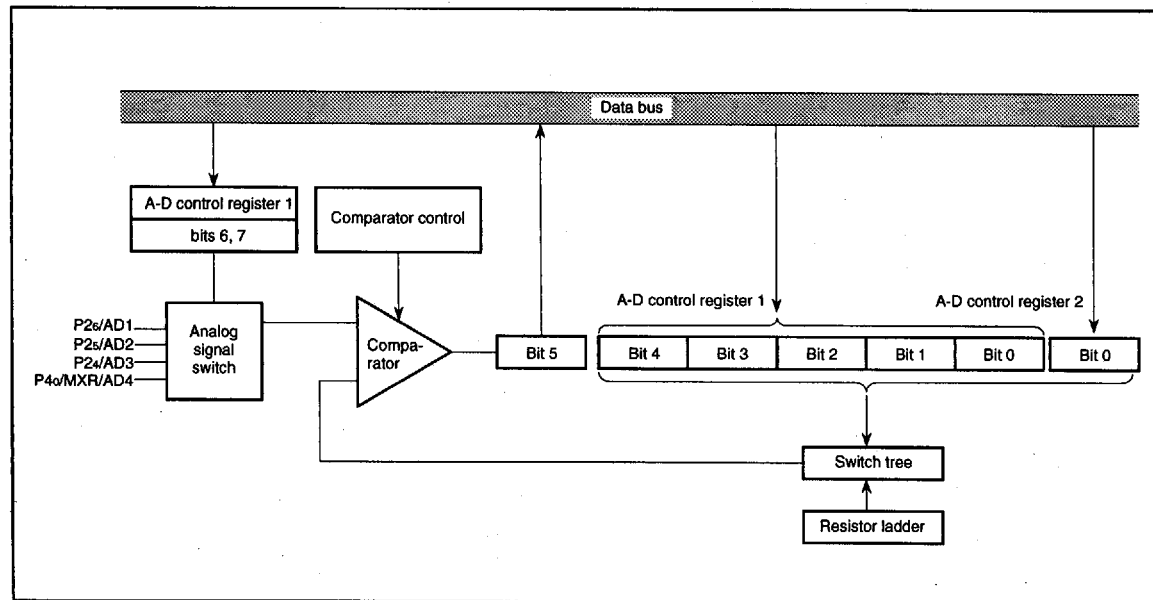 Data bus
A-D control register 1
bits 6, 7
Comparator control
A-D control register 1
A-D control register 2
P2₆/AD1
P2₅/AD2
P2₄/AD3
P4₀/MXR/AD4
Analog
signal
switch
Compa-
rator
Bit 5
Bit 4
Bit 3
Bit 2
Bit 1
Bit 0
Bit 0
Switch tree
Resistor ladder